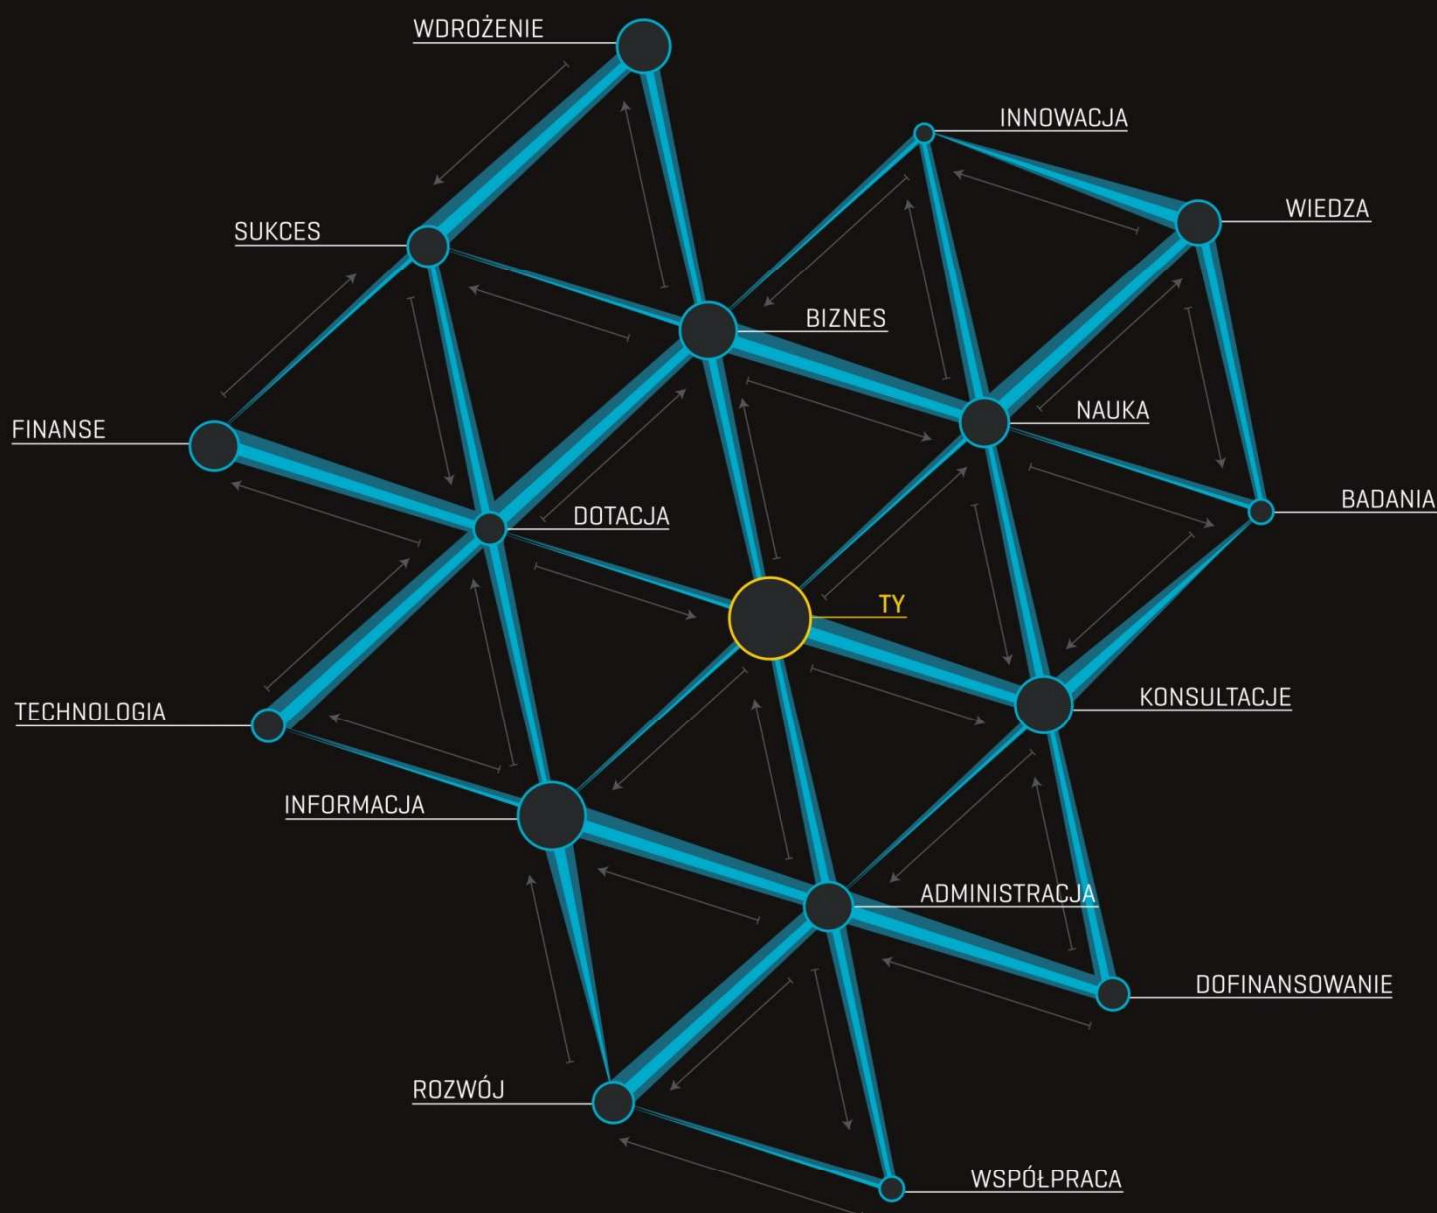 WDROŻENIE
INNOWACJA
WIEDZA
SUKCES
BIZNES
NAUKA
FINANSE
BADANIA
DOTACJA
TY
KONSULTACJE
TECHNOLOGIA
INFORMACJA
ADMINISTRACJA
DOFINANSOWANIE
ROZWÓJ
WSPÓŁPRACA